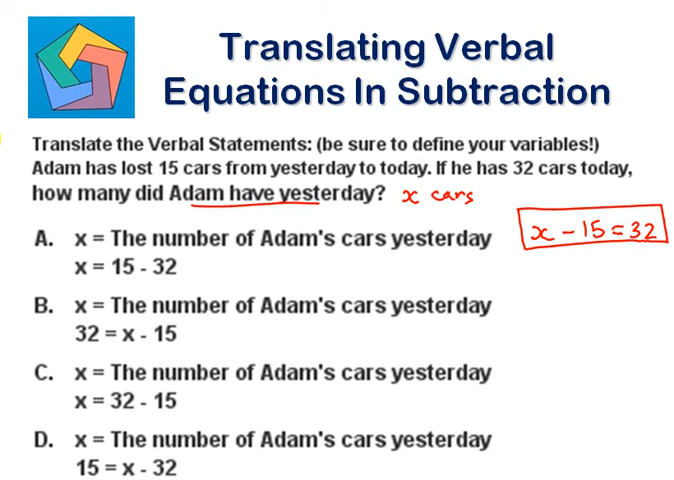 Translating Verbal
Equations In Subtraction
Translate the Verbal Statements: (be sure to define your variables!)
Adam has lost 15 cars from yesterday to today. If he has 32 cars today,
how many did Adam have yesterday? x cars
A. x = The number of Adam's cars yesterday
x - 15 = 32
x = 15 - 32
B. x = The number of Adam's cars yesterday
32 = x - 15
C. x = The number of Adam's cars yesterday
x = 32 - 15
D. x = The number of Adam's cars yesterday
15 = x - 32